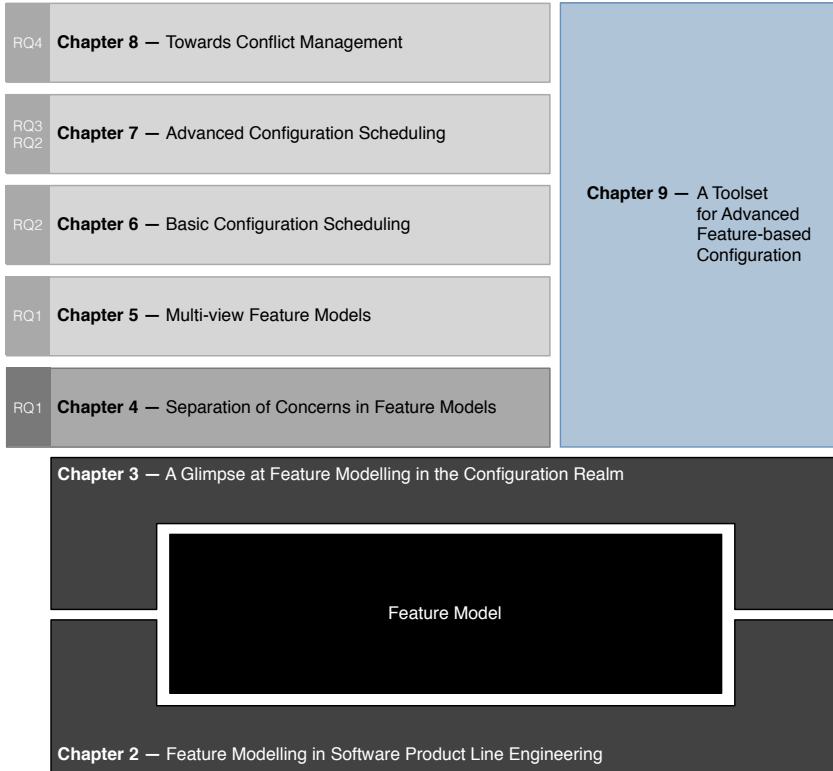 RQ4 Chapter 8 — Towards Conflict Management
RQ3
RQ2
Chapter 7 — Advanced Configuration Scheduling
RQ2 Chapter 6 — Basic Configuration Scheduling
RQ1 Chapter 5 — Multi-view Feature Models
RQ1 Chapter 4 — Separation of Concerns in Feature Models
Chapter 9 — A Toolset
for Advanced
Feature-based
Configuration
Chapter 3 — A Glimpse at Feature Modelling in the Configuration Realm
Feature Model
Chapter 2 — Feature Modelling in Software Product Line Engineering